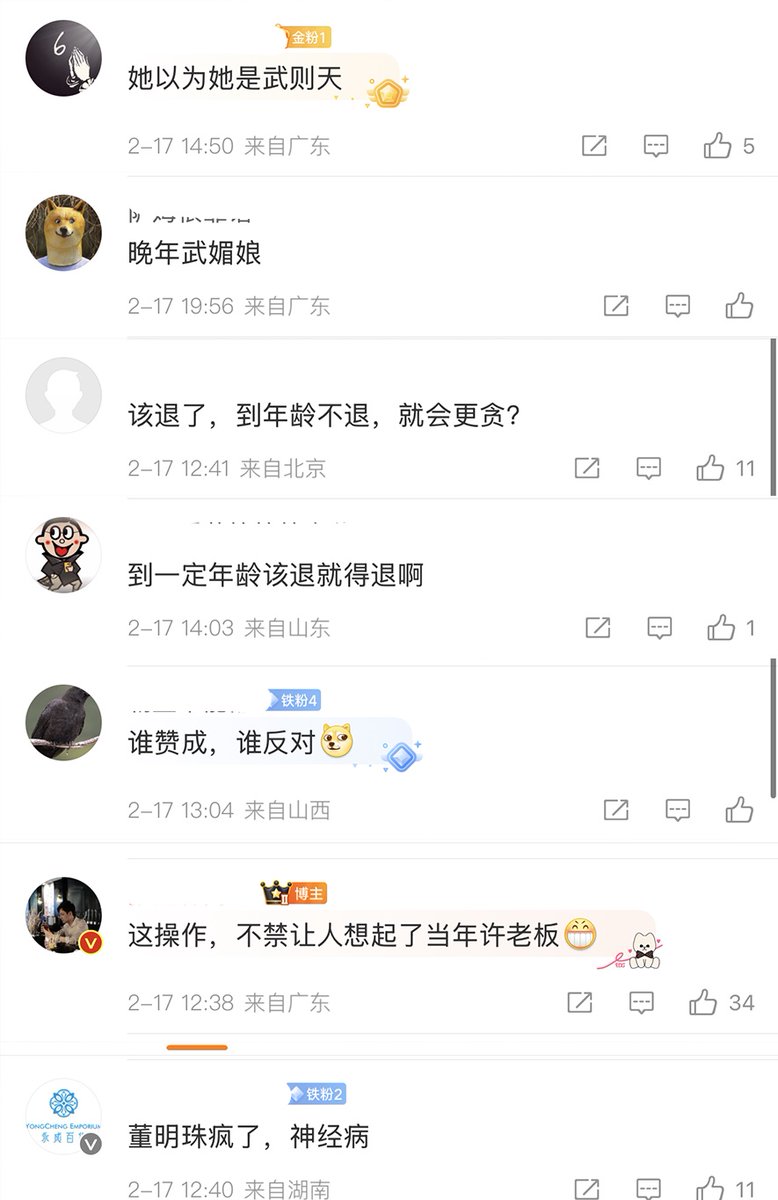 金粉1
她以为她是武则天
2-17 14:50 来自广东
5
晚年武媚娘
2-17 19:56 来自广东
该退了，到年龄不退，就会更贪？
2-17 12:41 来自北京
11
到一定年龄该退就得退啊
2-17 14:03 来自山东
1
铁粉4
谁赞成，谁反对
2-17 13:04 来自山西
II 博主
这操作，不禁让人想起了当年许老板
2-17 12:38 来自广东
34
铁粉2
YONGCHENG EMPORIUM
永成百货
董明珠疯了，神经病
2-17 12:40 来自湖南
11